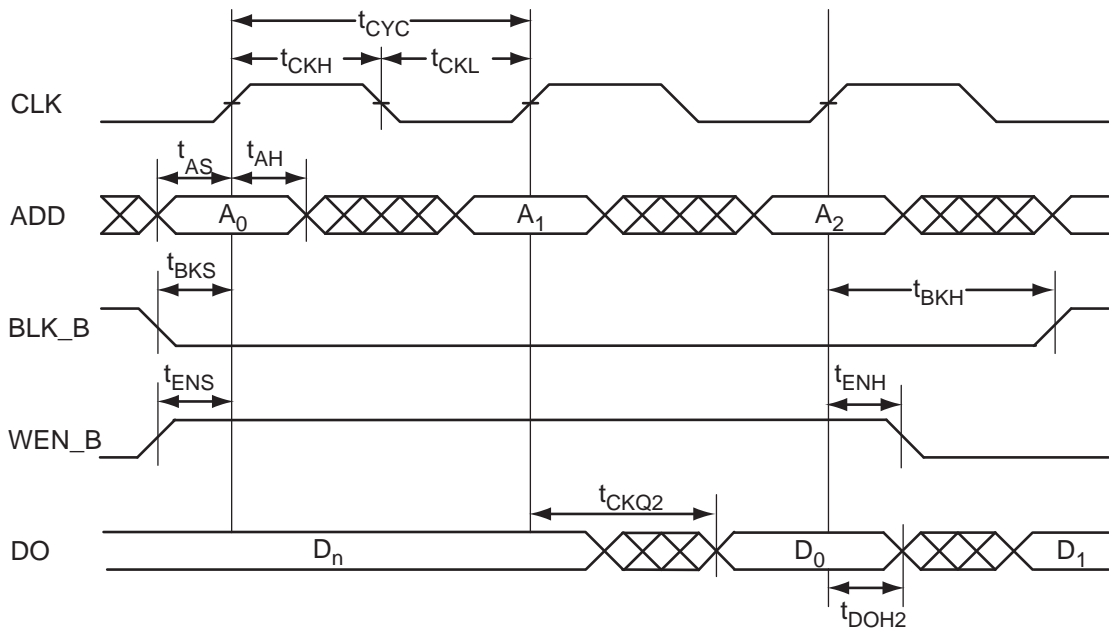 tCYC
tCKH tCKL
CLK
tAS tAH
ADD A0 A1 A2
tBKS tBKH
BLK_B
tENS tENH
WEN_B
tCKQ2
DO Dn D0 D1
tDOH2